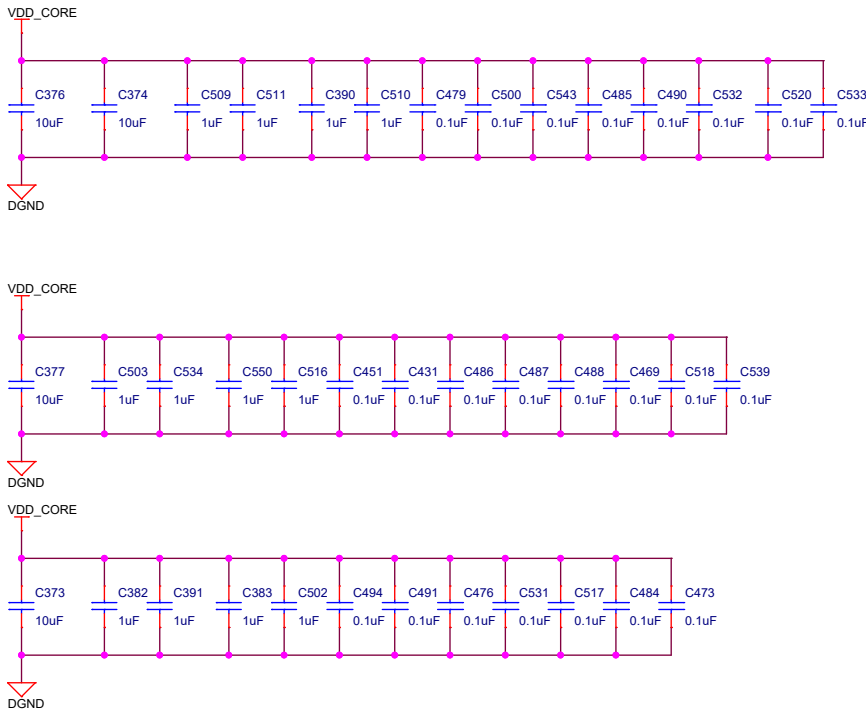 VDD_CORE
C376 C374 C509 C511 C390 C510 C479 C500 C543 C485 C490 C532 C520 C533
10uF 10uF 1uF 1uF 1uF 1uF 0.1uF 0.1uF 0.1uF 0.1uF 0.1uF 0.1uF 0.1uF 0.1uF
DGND
VDD_CORE
C377 C503 C534 C550 C516 C451 C431 C486 C487 C488 C469 C518 C539
10uF 1uF 1uF 1uF 1uF 0.1uF 0.1uF 0.1uF 0.1uF 0.1uF 0.1uF 0.1uF 0.1uF
DGND
VDD_CORE
C373 C382 C391 C383 C502 C494 C491 C476 C531 C517 C484 C473
10uF 1uF 1uF 1uF 1uF 0.1uF 0.1uF 0.1uF 0.1uF 0.1uF 0.1uF 0.1uF
DGND